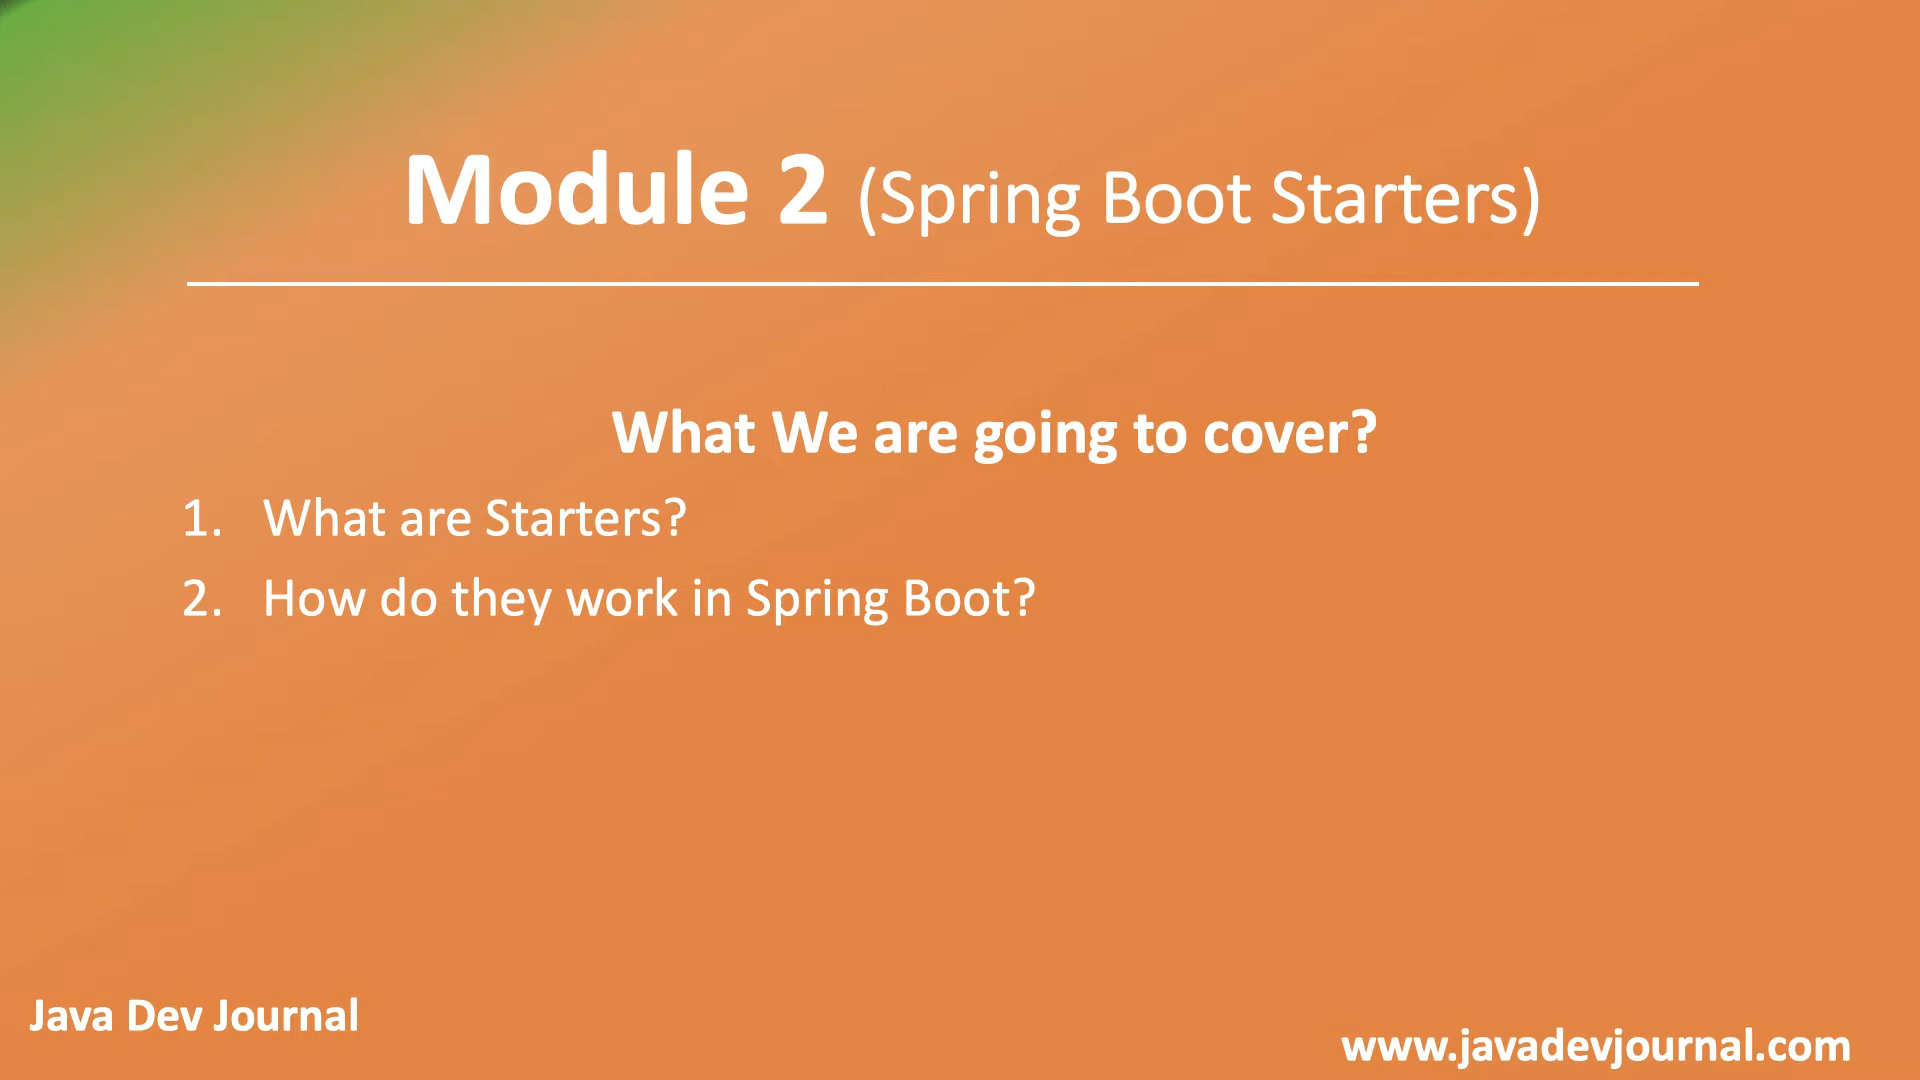 Module 2 (Spring Boot Starters)
What We are going to cover?
1. What are Starters?
2. How do they work in Spring Boot?
Java Dev Journal
www.javadevjournal.com